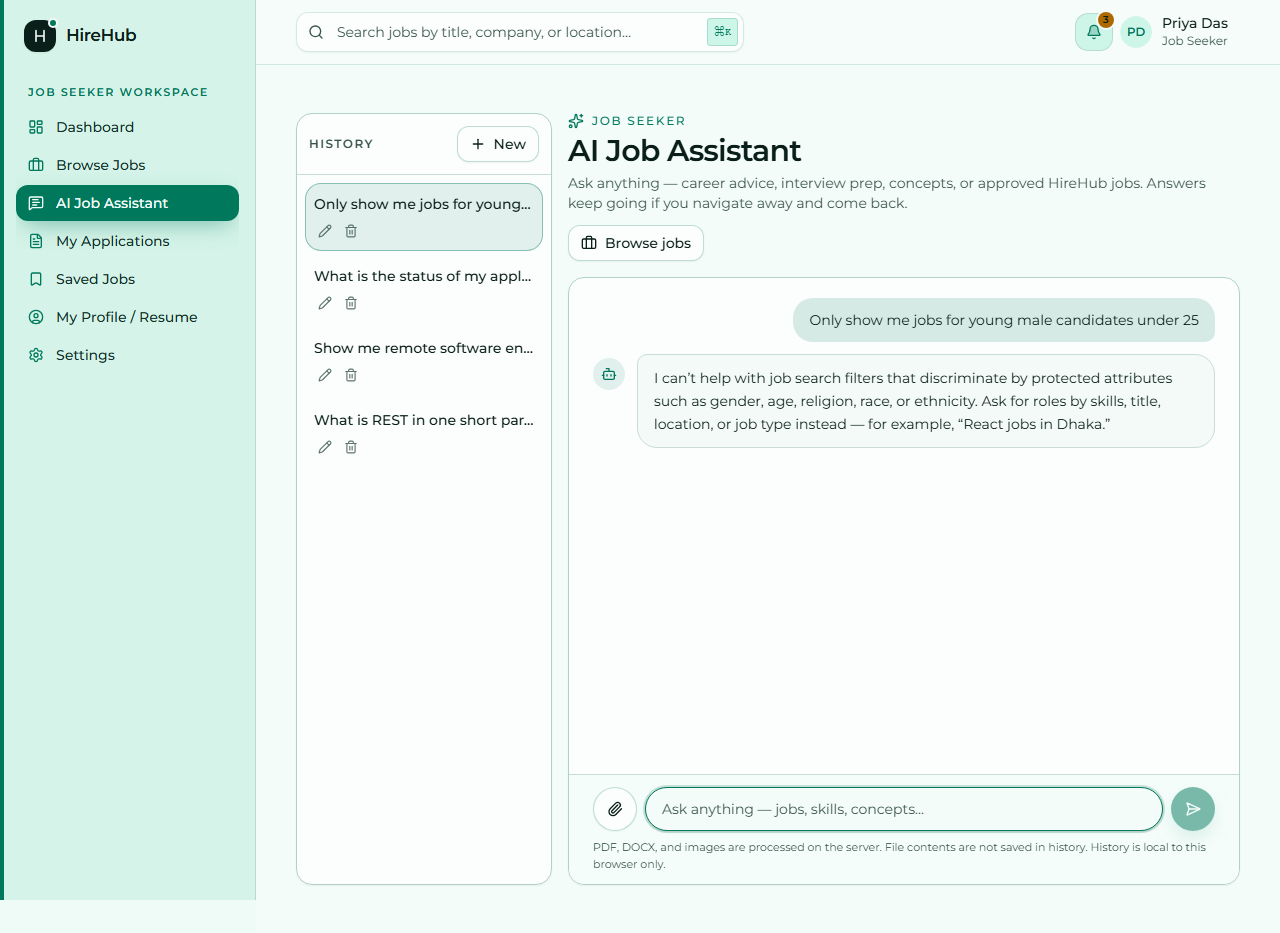 H HireHub
JOB SEEKER WORKSPACE
Dashboard
Browse Jobs
AI Job Assistant
My Applications
Saved Jobs
My Profile / Resume
Settings
Search jobs by title, company, or location...
⌘K
3
PD
Priya Das
Job Seeker
HISTORY
New
Only show me jobs for young...
What is the status of my appl...
Show me remote software en...
What is REST in one short par...
JOB SEEKER
AI Job Assistant
Ask anything — career advice, interview prep, concepts, or approved HireHub jobs. Answers
keep going if you navigate away and come back.
Browse jobs
Only show me jobs for young male candidates under 25
I can’t help with job search filters that discriminate by protected attributes
such as gender, age, religion, race, or ethnicity. Ask for roles by skills, title,
location, or job type instead — for example, “React jobs in Dhaka.”
Ask anything — jobs, skills, concepts...
PDF, DOCX, and images are processed on the server. File contents are not saved in history. History is local to this
browser only.